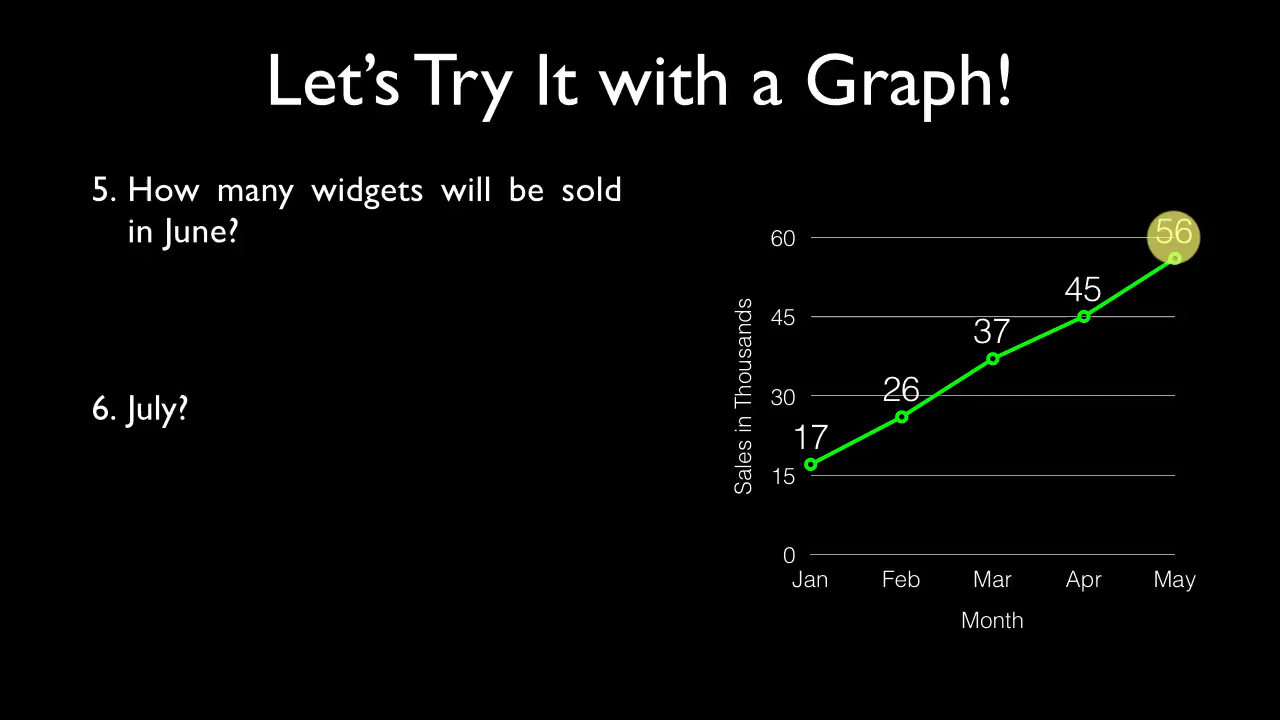 Let's Try It with a Graph!
5. How many widgets will be sold
in June?
6. July?
Sales in Thousands
60
45
30
15
0
17
26
37
45
56
Jan Feb Mar Apr May
Month